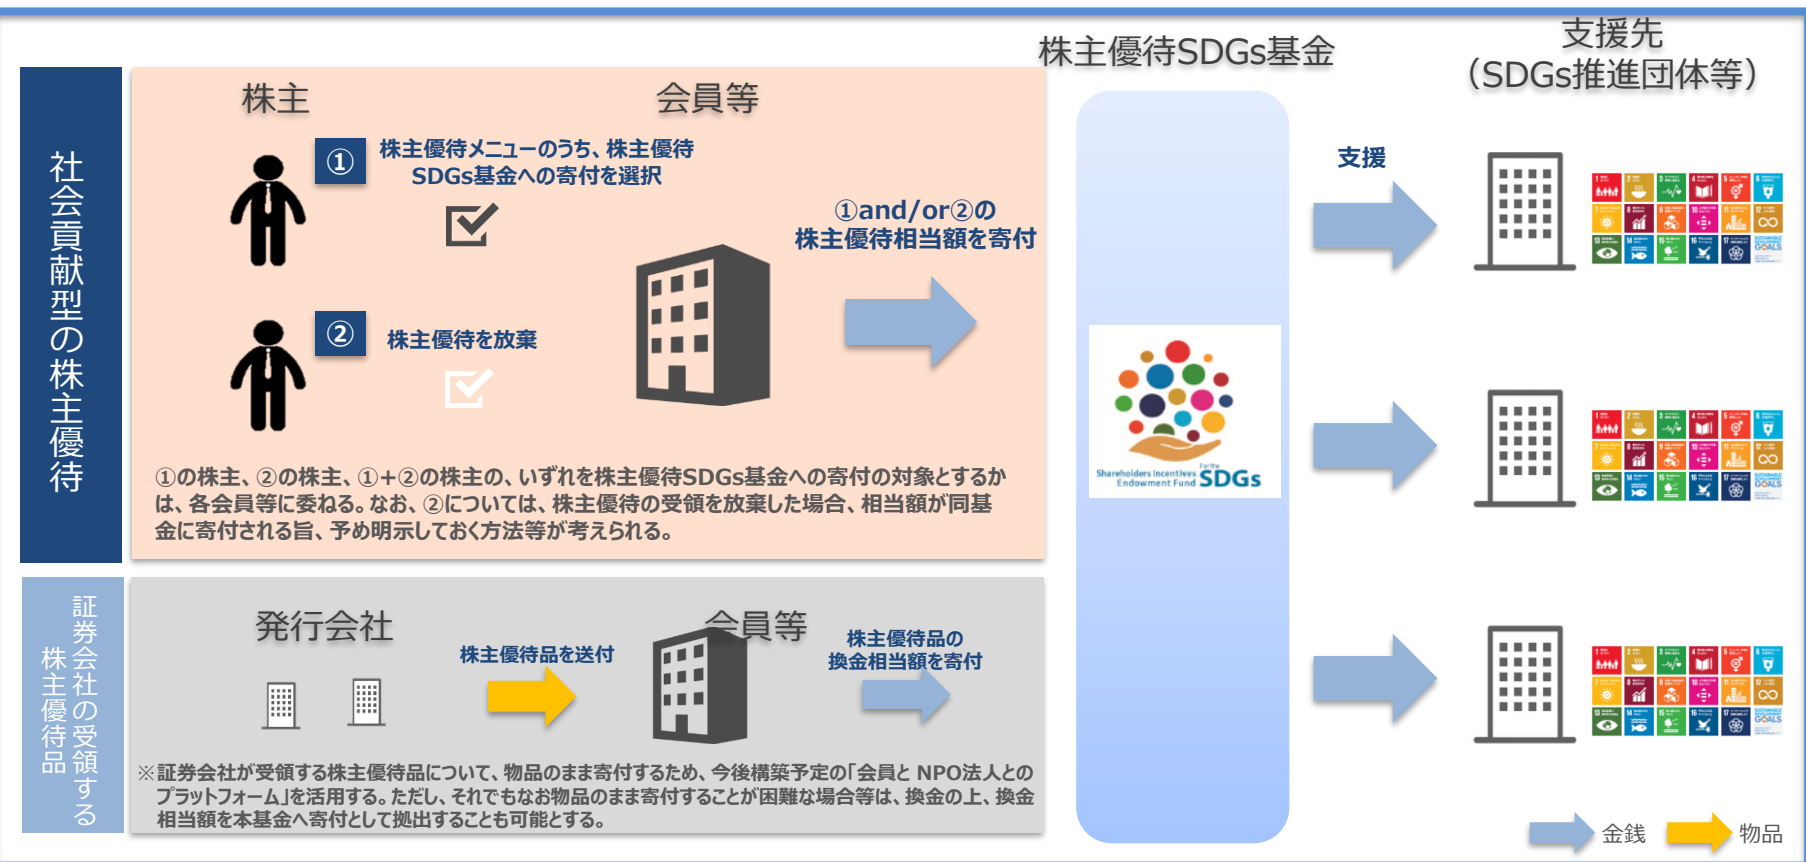 株主優待SDGs基金
支援先
（SDGs推進団体等）
社会貢献型の株主優待
株主
会員等
①
株主優待メニューのうち、株主優待
SDGs基金への寄付を選択
①and/or②の
株主優待相当額を寄付
②
株主優待を放棄
①の株主、②の株主、①+②の株主の、いずれを株主優待SDGs基金への寄付の対象とするか
は、各会員等に委ねる。なお、②については、株主優待の受領を放棄した場合、相当額が同基
金に寄付される旨、予め明示しておく方法等が考えられる。
支援
Shareholders Incentives For the
Endowment Fund SDGs
証券会社の受領する
株主優待品
発行会社
会員等
株主優待品を送付
株主優待品の
換金相当額を寄付
※証券会社が受領する株主優待品について、物品のまま寄付するため、今後構築予定の「会員と NPO法人との
プラットフォーム」を活用する。ただし、それでもなお物品のまま寄付することが困難な場合等は、換金の上、換金
相当額を本基金へ寄付として拠出することも可能とする。
金銭
物品